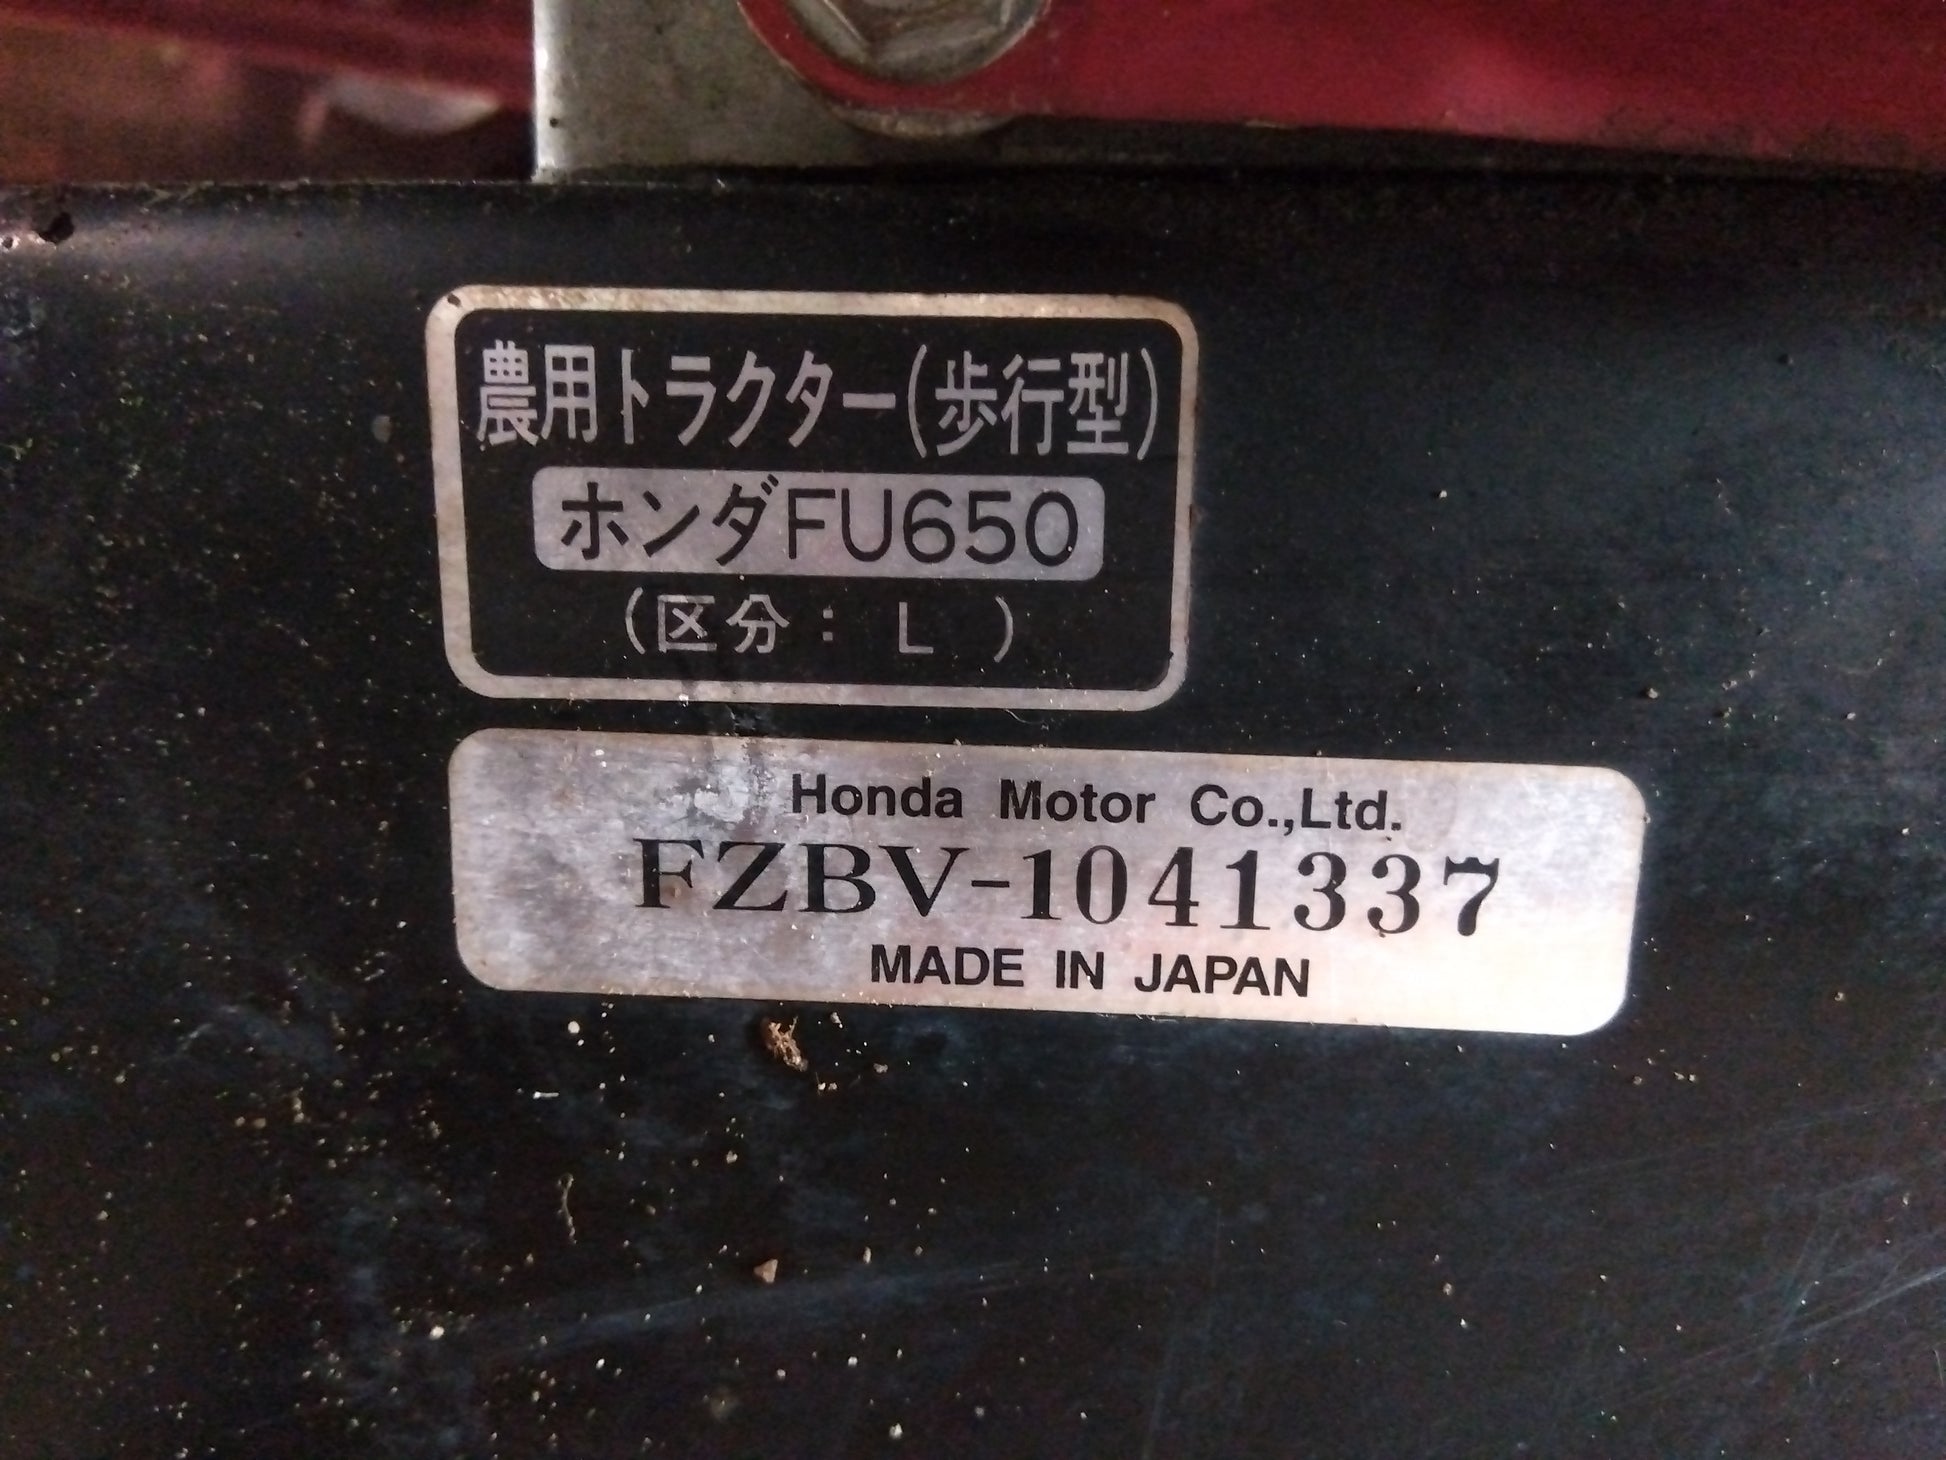 農用トラクター(歩行型)
ホンダFU650
(区分： L )
Honda Motor Co.,Ltd.
FZBV-1041337
MADE IN JAPAN